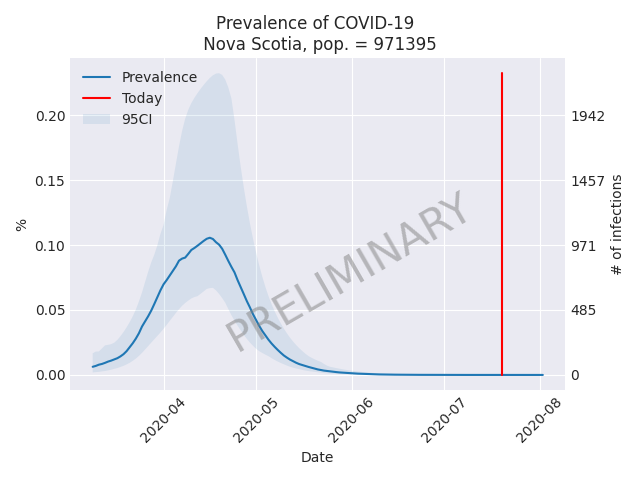 Prevalence of COVID-19
Nova Scotia, pop. = 971395
Prevalence
Today
95CI
0.20
0.15
0.10
0.05
0.00
%
1942
1457
971
485
0
# of infections
PRELIMINARY
2020-04
2020-05
2020-06
2020-07
2020-08
Date